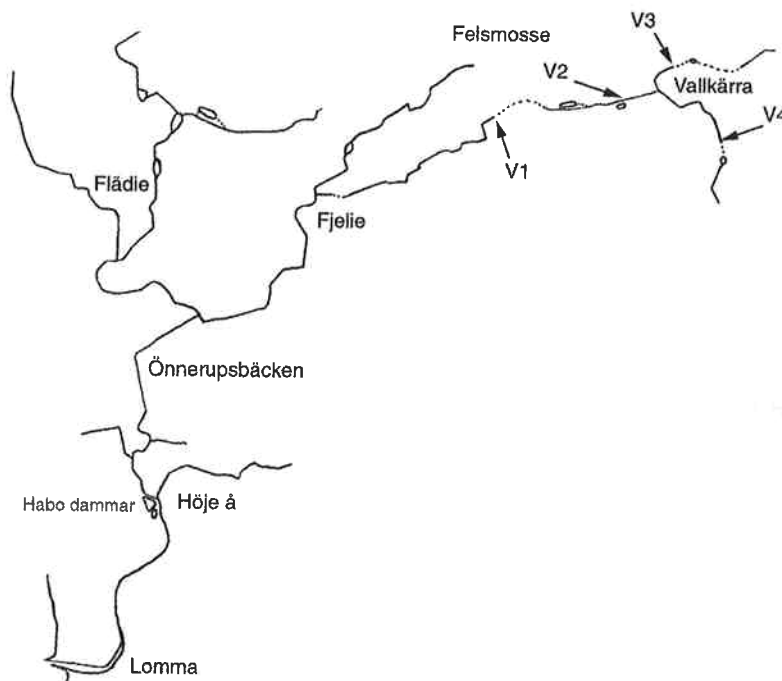 Felsmosse
V3
V2
Vallkärra
V4
V1
Flädie
Fjelie
Önnerupsbäcken
Habo dammar
Höje å
Lomma